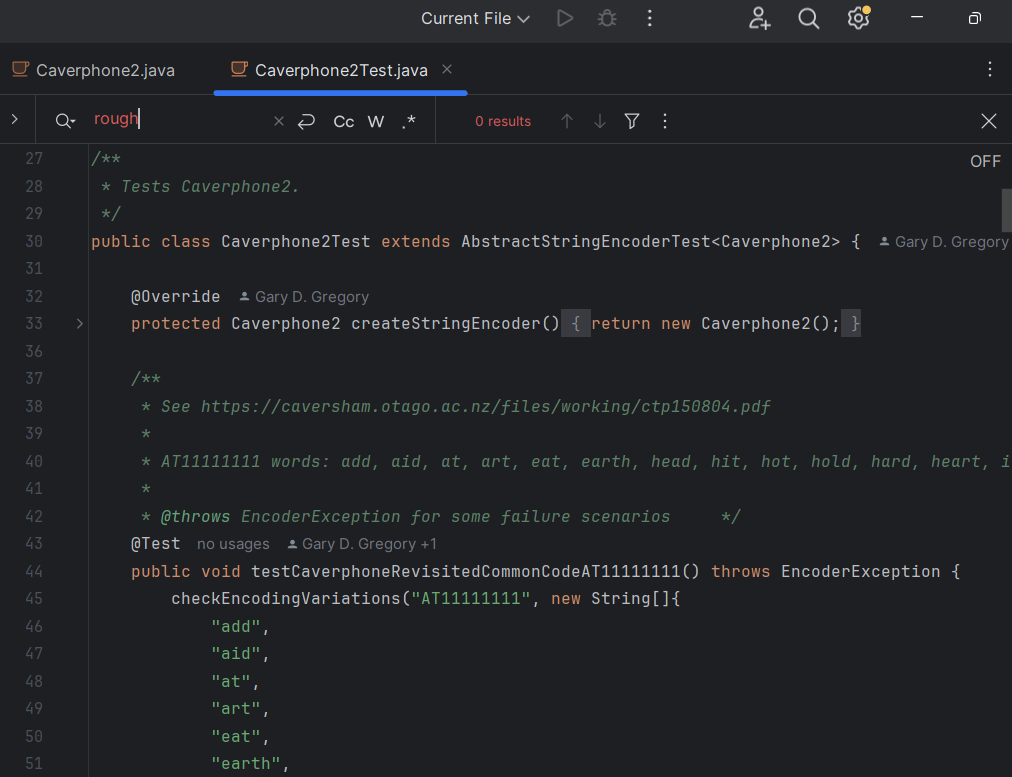 Current File
Caverphone2.java
Caverphone2Test.java
rough
Cc W .*
0 results
OFF
27 /**
28 * Tests Caverphone2.
29 */
30 public class Caverphone2Test extends AbstractStringEncoderTest<Caverphone2> { Gary D. Gregory
31
32 @Override Gary D. Gregory
33 protected Caverphone2 createStringEncoder() { return new Caverphone2(); }
36
37 /**
38 * See https://caversham.otago.ac.nz/files/working/ctp150804.pdf
39 *
40 * AT11111111 words: add, aid, at, art, eat, earth, head, hit, hot, hold, hard, heart, i
41 *
42 * @throws EncoderException for some failure scenarios */
43 @Test no usages Gary D. Gregory +1
44 public void testCaverphoneRevisitedCommonCodeAT11111111() throws EncoderException {
45 checkEncodingVariations("AT11111111", new String[]{
46 "add",
47 "aid",
48 "at",
49 "art",
50 "eat",
51 "earth",